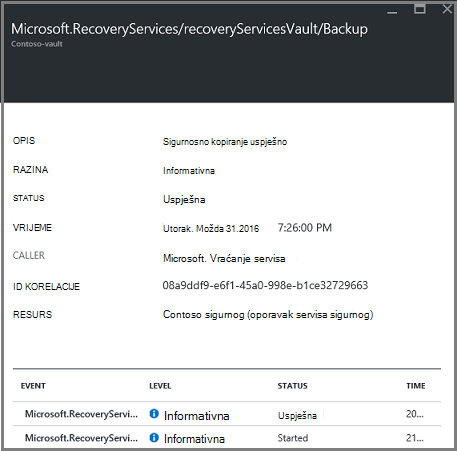 Microsoft.RecoveryServices/recoveryServicesVault/Backup
Contoso-vault
OPIS Sigurnosno kopiranje uspješno
RAZINA Informativna
STATUS Uspješna
VRIJEME Utorak. Možda 31.2016 7:26:00 PM
CALLER Microsoft. Vraćanje servisa
ID KORELACIJE 08a9ddf9-e6f1-45a0-998e-b1ce32729663
RESURS Contoso sigurnog (oporavak servisa sigurnog)
EVENT LEVEL STATUS TIME
Microsoft.RecoveryServi... Informativna Uspješna 20...
Microsoft.RecoveryServi... Informativna Started 21...